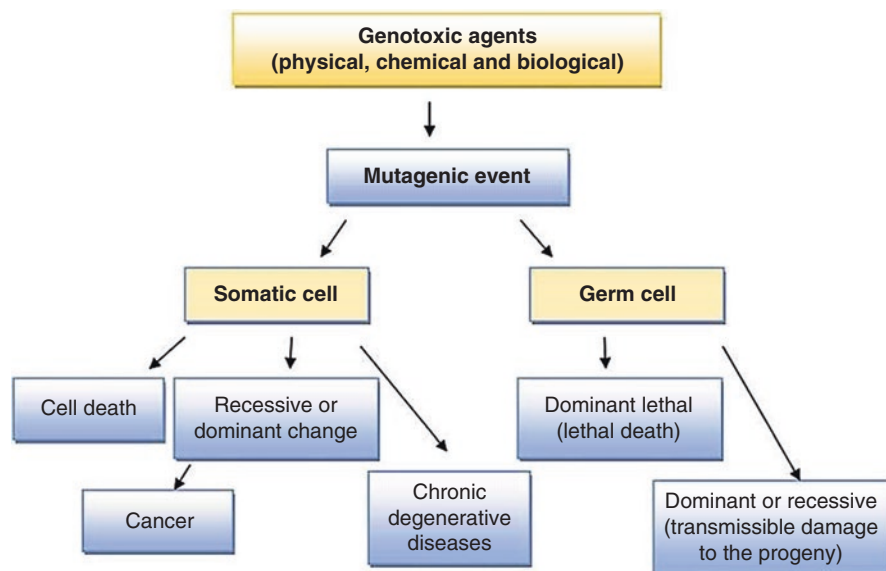 Genotoxic agents
(physical, chemical and biological)
Mutagenic event
Somatic cell
Germ cell
Cell death
Recessive or
dominant change
Dominant lethal
(lethal death)
Cancer
Chronic
degenerative
diseases
Dominant or recessive
(transmissible damage
to the progeny)